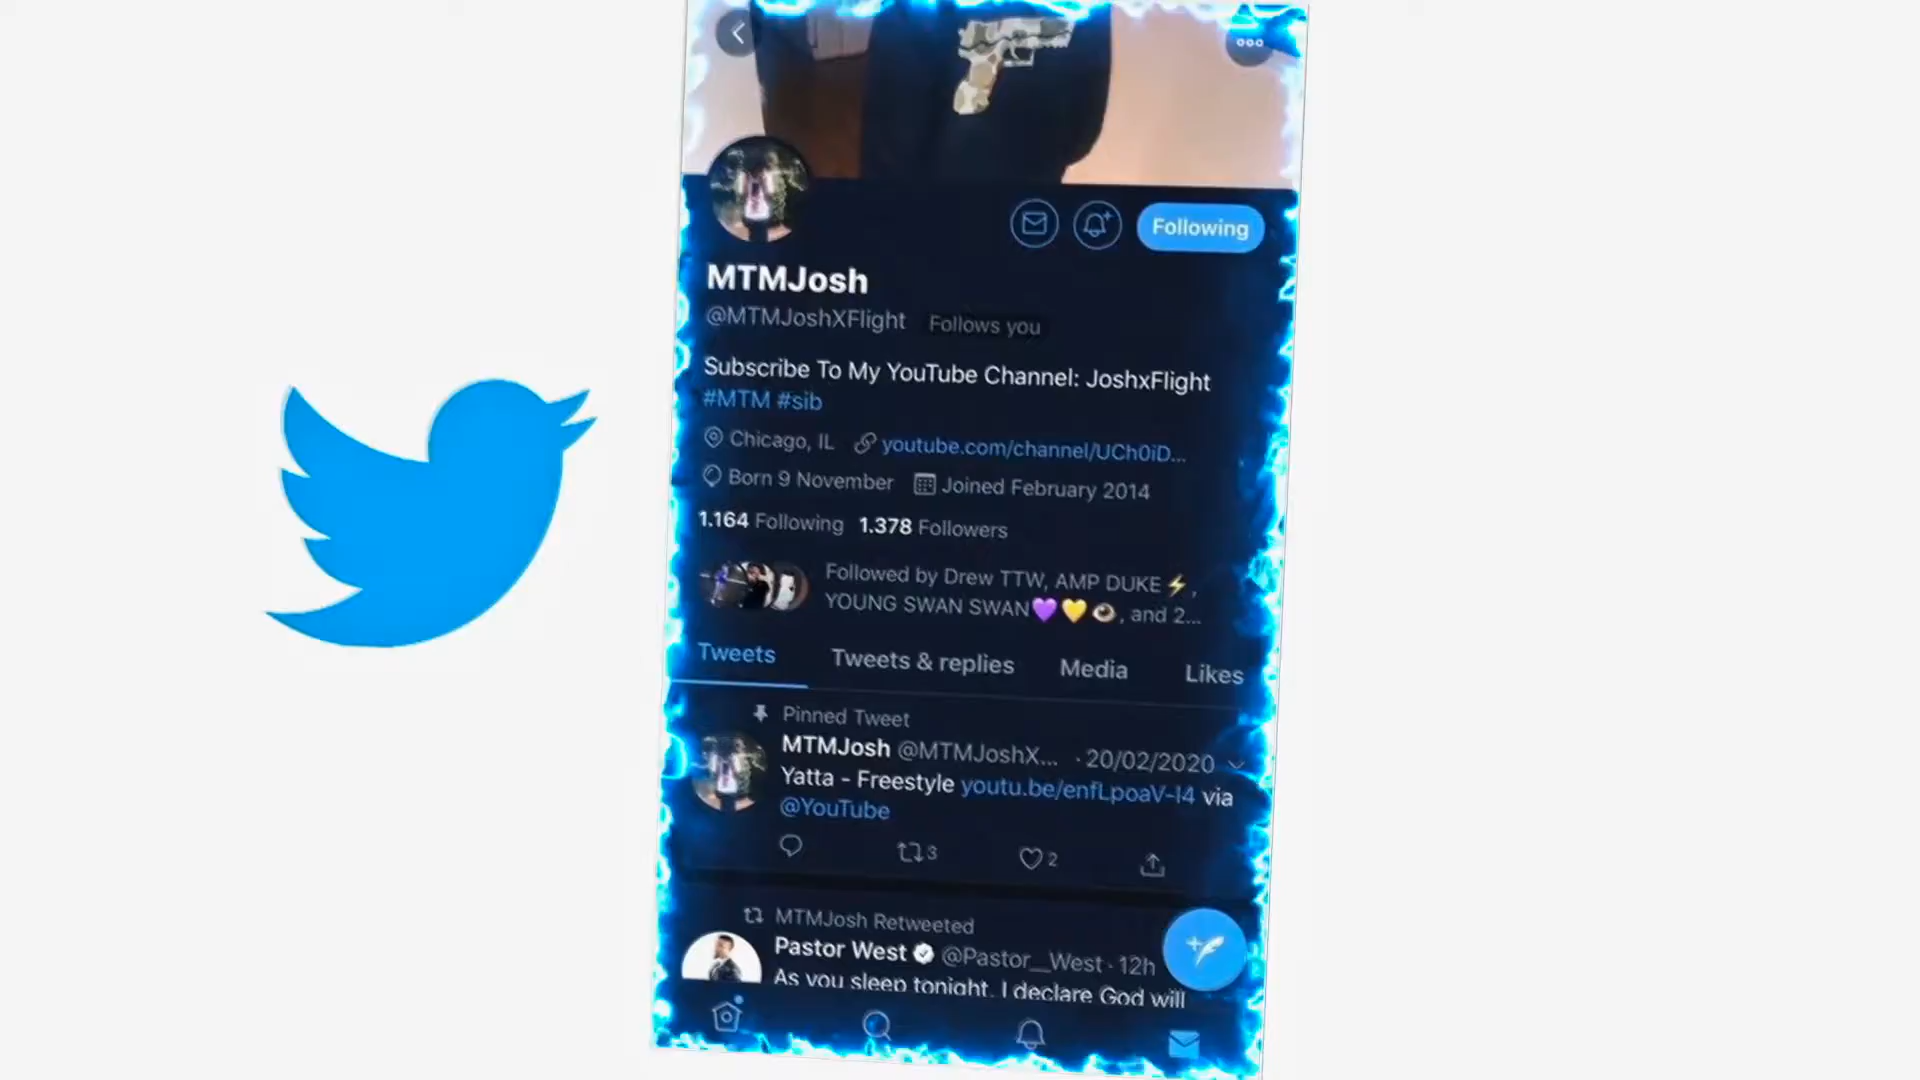 Following
MTMJosh
@MTMJoshXFlight Follows you
Subscribe To My YouTube Channel: JoshxFlight
#MTM #sib
Chicago, IL youtube.com/channel/UCh0iD...
Born 9 November Joined February 2014
1.164 Following 1.378 Followers
Followed by Drew TTW, AMP DUKE⚡,
YOUNG SWAN SWAN💜💛👁, and 2...
Tweets Tweets & replies Media Likes
Pinned Tweet
MTMJosh @MTMJoshX... · 20/02/2020
Yatta - Freestyle youtu.be/enfLpoaV-I4 via
@YouTube
3 2
MTMJosh Retweeted
Pastor West @Pastor__West · 12h
As you sleep tonight, I declare God will